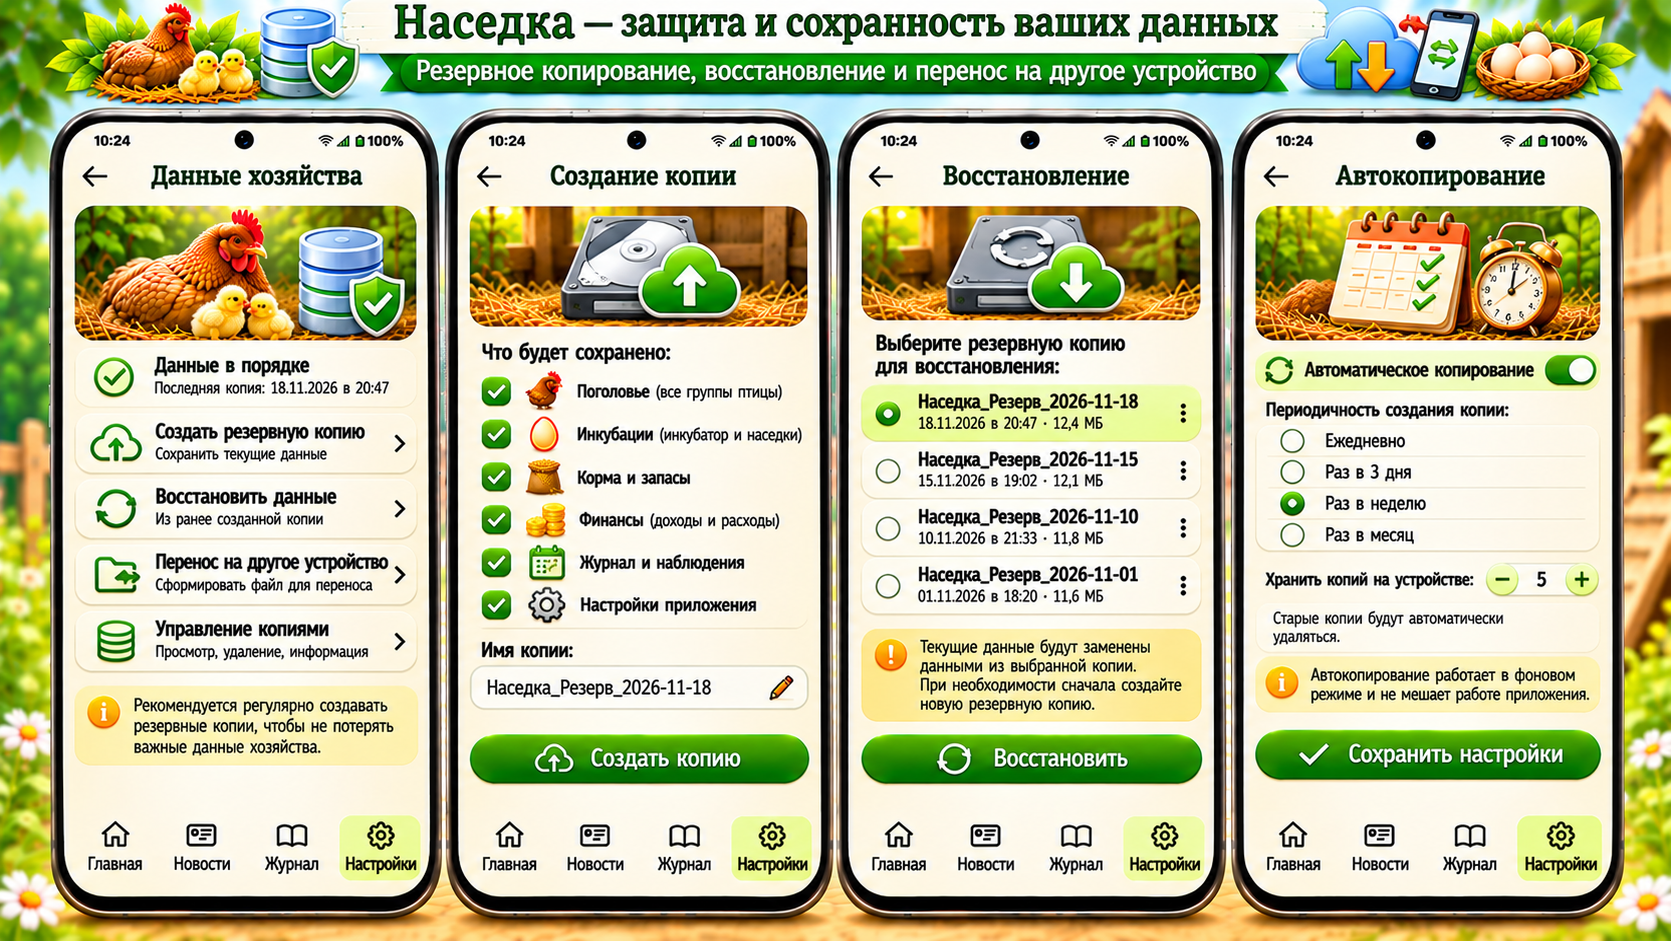 Наседка — защита и сохранность ваших данных
Резервное копирование, восстановление и перенос на другое устройство
10:24
100%
Данные хозяйства
Данные в порядке
Последняя копия: 18.11.2026 в 20:47
Создать резервную копию
Сохранить текущие данные
Восстановить данные
Из ранее созданной копии
Перенос на другое устройство
Сформировать файл для переноса
Управление копиями
Просмотр, удаление, информация
Рекомендуется регулярно создавать
резервные копии, чтобы не потерять
важные данные хозяйства.
Главная
Новости
Журнал
Настройки
10:24
100%
Создание копии
Что будет сохранено:
Поголовье (все группы птицы)
Инкубации (инкубатор и наседки)
Корма и запасы
Финансы (доходы и расходы)
Журнал и наблюдения
Настройки приложения
Имя копии:
Наседка_Резерв_2026-11-18
Создать копию
Главная
Новости
Журнал
Настройки
10:24
100%
Восстановление
Выберите резервную копию
для восстановления:
Наседка_Резерв_2026-11-18
18.11.2026 в 20:47 · 12,4 МБ
Наседка_Резерв_2026-11-15
15.11.2026 в 19:02 · 12,1 МБ
Наседка_Резерв_2026-11-10
10.11.2026 в 21:33 · 11,8 МБ
Наседка_Резерв_2026-11-01
01.11.2026 в 18:20 · 11,6 МБ
Текущие данные будут заменены
данными из выбранной копии.
При необходимости сначала создайте
новую резервную копию.
Восстановить
Главная
Новости
Журнал
Настройки
10:24
100%
Автокопирование
Автоматическое копирование
Периодичность создания копии:
Ежедневно
Раз в 3 дня
Раз в неделю
Раз в месяц
Хранить копий на устройстве:
− 5 +
Старые копии будут автоматически
удаляться.
Автокопирование работает в фоновом
режиме и не мешает работе приложения.
Сохранить настройки
Главная
Новости
Журнал
Настройки